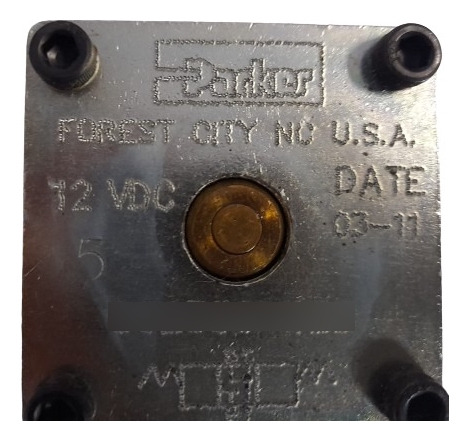 Parker
FOREST CITY NC U.S.A.
12 VDC
DATE
03-11
5